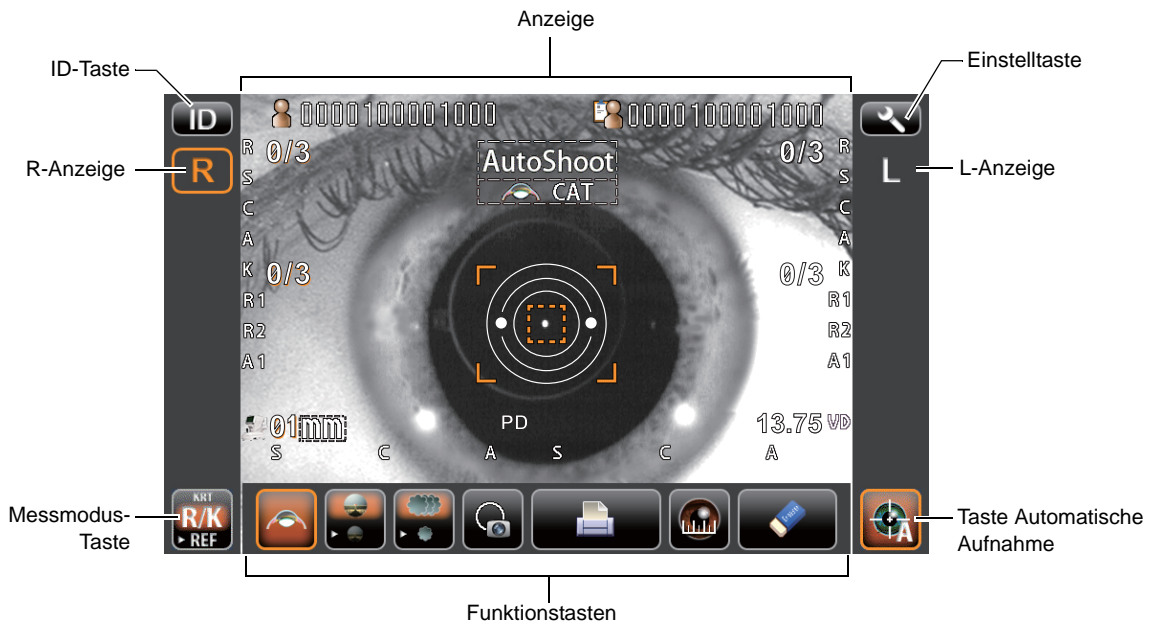 Anzeige
ID-Taste
Einstelltaste
ID
0000100001000
0000100001000
R-Anzeige
R
R 0/3
S
C
A
K 0/3
R1
R2
A1
AutoShoot
CAT
0/3 R
S
C
A
0/3 K
R1
R2
A1
L
L-Anzeige
01mm
PD
13.75 VD
S C A S C A
Messmodus-
Taste
KRT
R/K
REF
A
Taste Automatische
Aufnahme
Funktionstasten